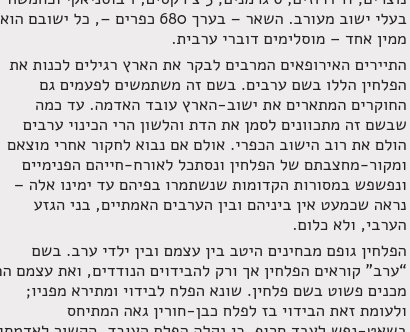 בעלי ישוב מעורב. השאר – בערך 680 כפרים –, כל ישובם הוא
ממין אחד – מוסלימים דוברי ערבית.
התיירים האירופאים המרבים לבקר את הארץ רגילים לכנות את
הפלחין הללו בשם ערבים. בשם זה משתמשים לפעמים גם
החוקרים המתארים את ישוב-הארץ עובד האדמה. עד כמה
שבשם זה מתכוונים לסמן את הדת והלשון הרי הכינוי ערבים
הולם את רוב הישוב הכפרי. אולם אם נבוא לחקור אחרי מוצאם
ומקור-מחצבתם של הפלחין ונסתכל לאורח-חייהם הפנימיים
ונפשפש במסורות הקדומות שנשתמרו בפיהם עד ימינו אלה –
נראה שכמעט אין ביניהם ובין הערבים האמתיים, בני הגזע
הערבי, ולא כלום.
הפלחין גופם מבחינים היטב בין עצמם ובין ילדי ערב. בשם
"ערב" קוראים הפלחין אך ורק להבידוים הנודדים, ואת עצמם
מכנים פשוט בשם פלחין. שונא הפלח לבידוי ומתירא מפניו;
ולעומת זאת הבידוי בז לפלח כבן-חורין גאה המתיחס